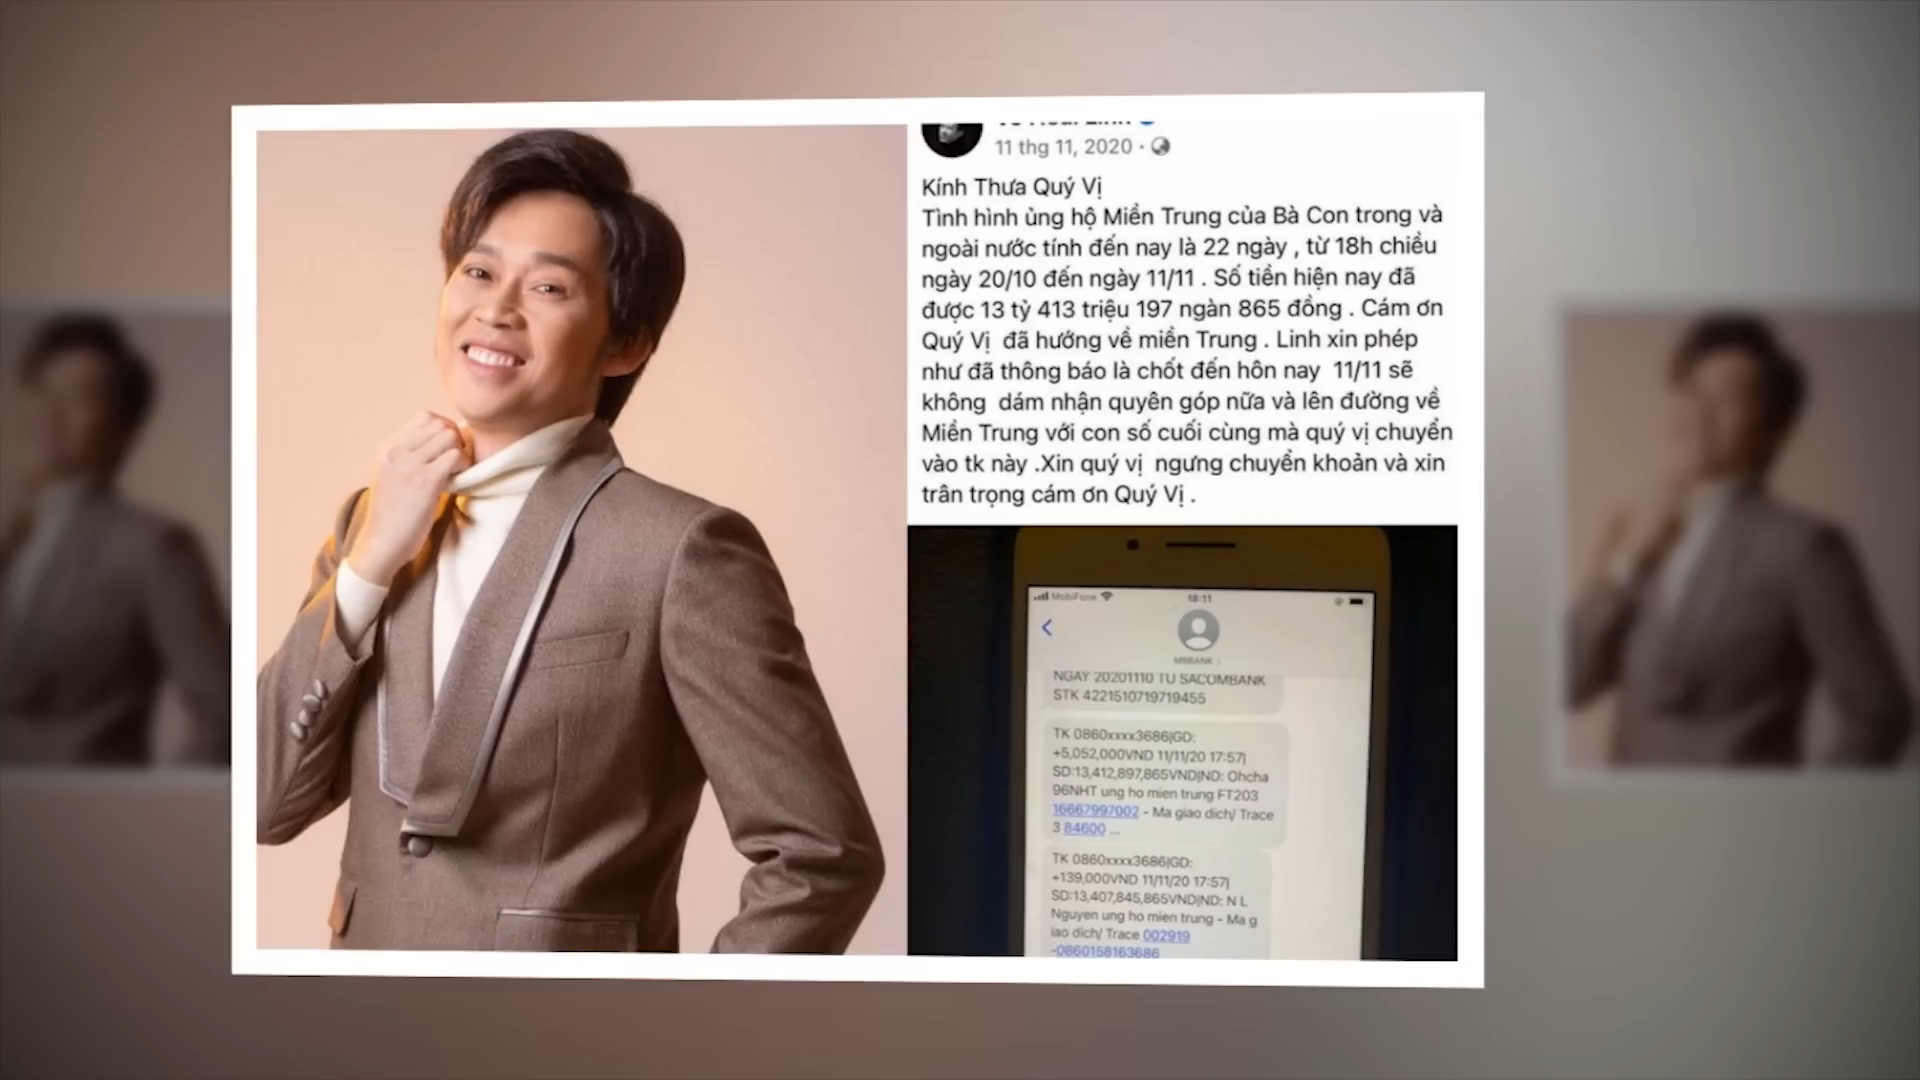 11 thg 11, 2020 ·
Kính Thưa Quý Vị
Tình hình ủng hộ Miền Trung của Bà Con trong và
ngoài nước tính đến nay là 22 ngày , từ 18h chiều
ngày 20/10 đến ngày 11/11 . Số tiền hiện nay đã
được 13 tỷ 413 triệu 197 ngàn 865 đồng . Cám ơn
Quý Vị đã hướng về miền Trung . Linh xin phép
như đã thông báo là chốt đến hôn nay 11/11 sẽ
không dám nhận quyên góp nữa và lên đường về
Miền Trung với con số cuối cùng mà quý vị chuyển
vào tk này .Xin quý vị ngưng chuyển khoản và xin
trân trọng cám ơn Quý Vị .
MobiFone
18:11
MBBANK
NGAY 20201110 TU SACOMBANK
STK 4221510719719455
TK 0860xxxx3686|GD:
+5,052,000VND 11/11/20 17:57|
SD:13,412,897,865VND|ND: Ohcha
96NHT ung ho mien trung FT203
16667997002 - Ma giao dich/ Trace
3 84600 ...
TK 0860xxxx3686|GD:
+139,000VND 11/11/20 17:57|
SD:13,407,845,865VND|ND: N L
Nguyen ung ho mien trung - Ma g
iao dich/ Trace 002919
-0860158163686